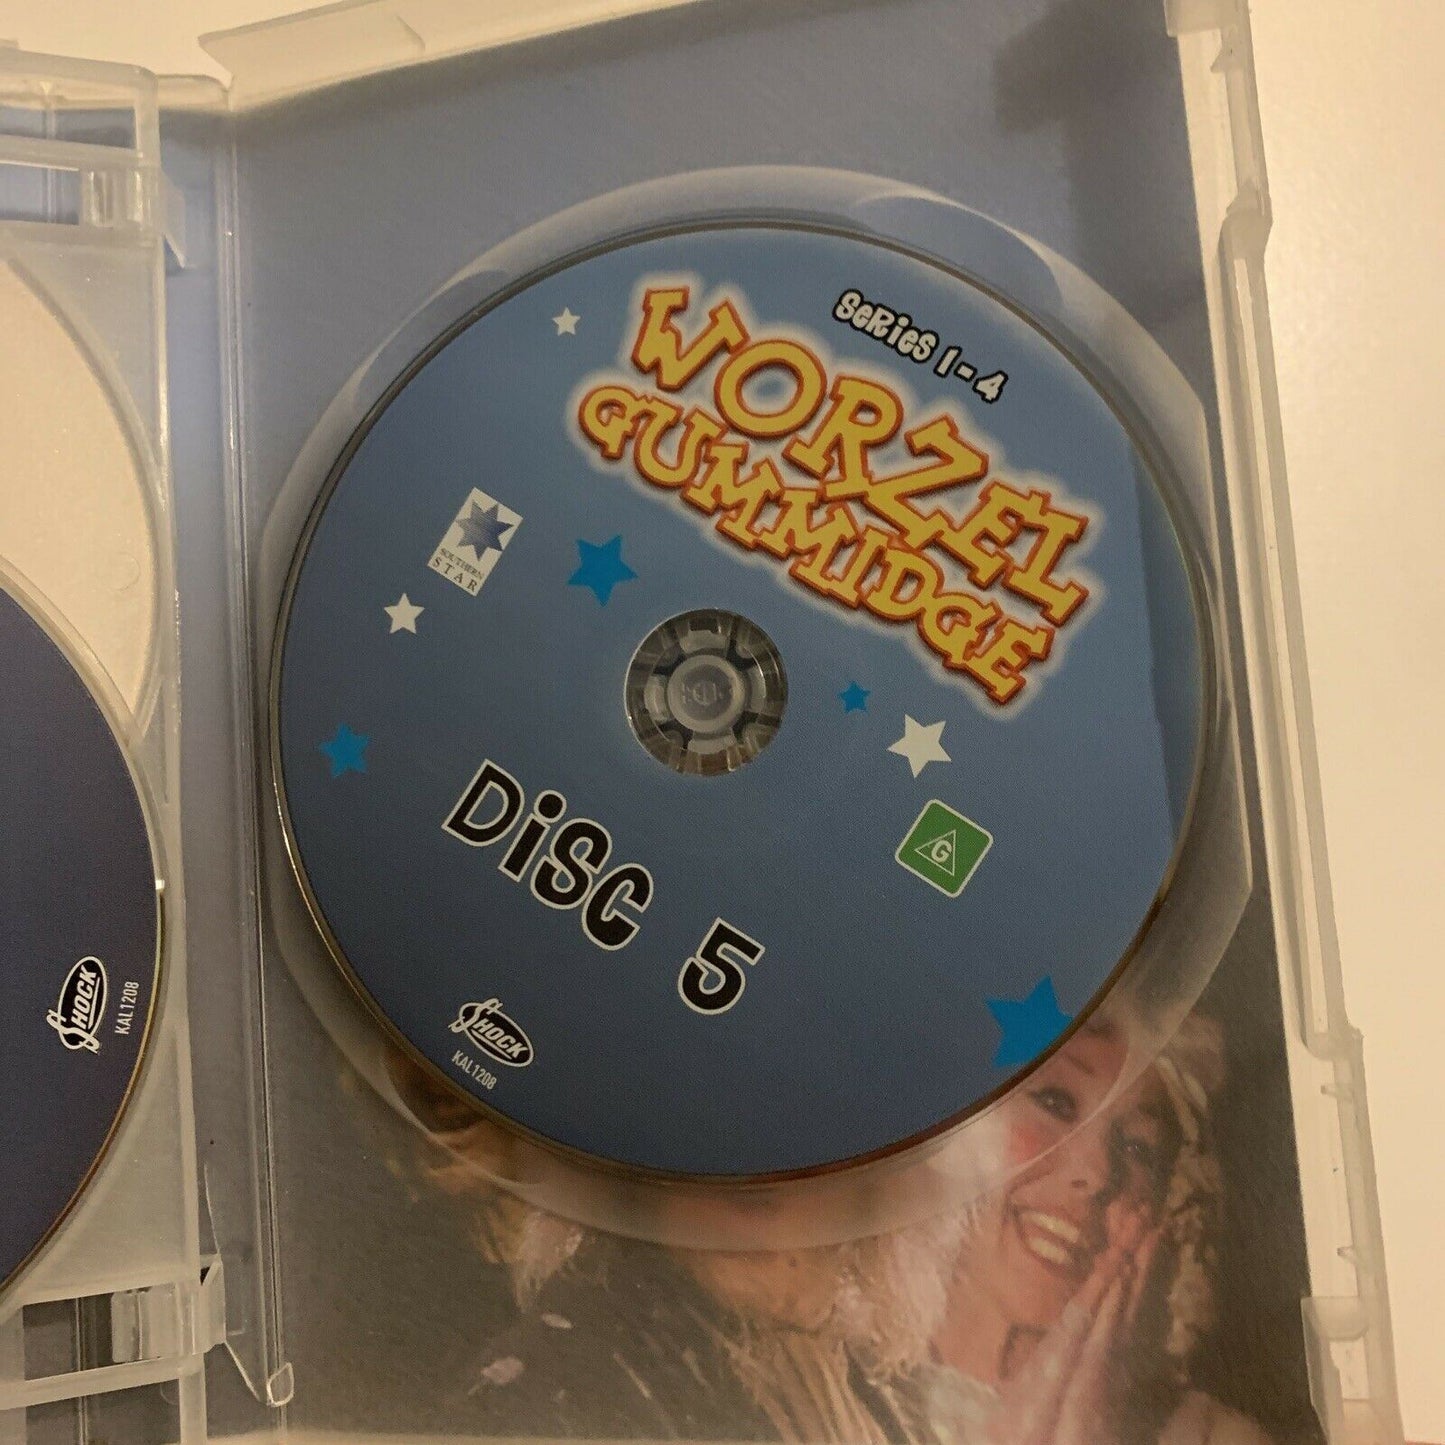 SERiES 1-4
WORZEL
GUMMIDGE
SOUTHERN
STAR
G
DiSC 5
SHOCK
KAL1208
SHOCK
KAL1208